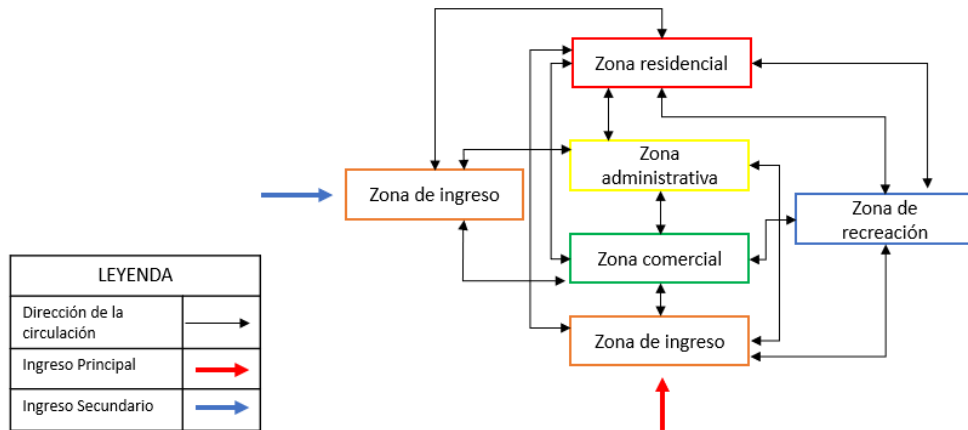 Zona residencial
Zona
administrativa
Zona de ingreso
Zona de
recreación
Zona comercial
Zona de ingreso
LEYENDA
Dirección de la
circulación
Ingreso Principal
Ingreso Secundario